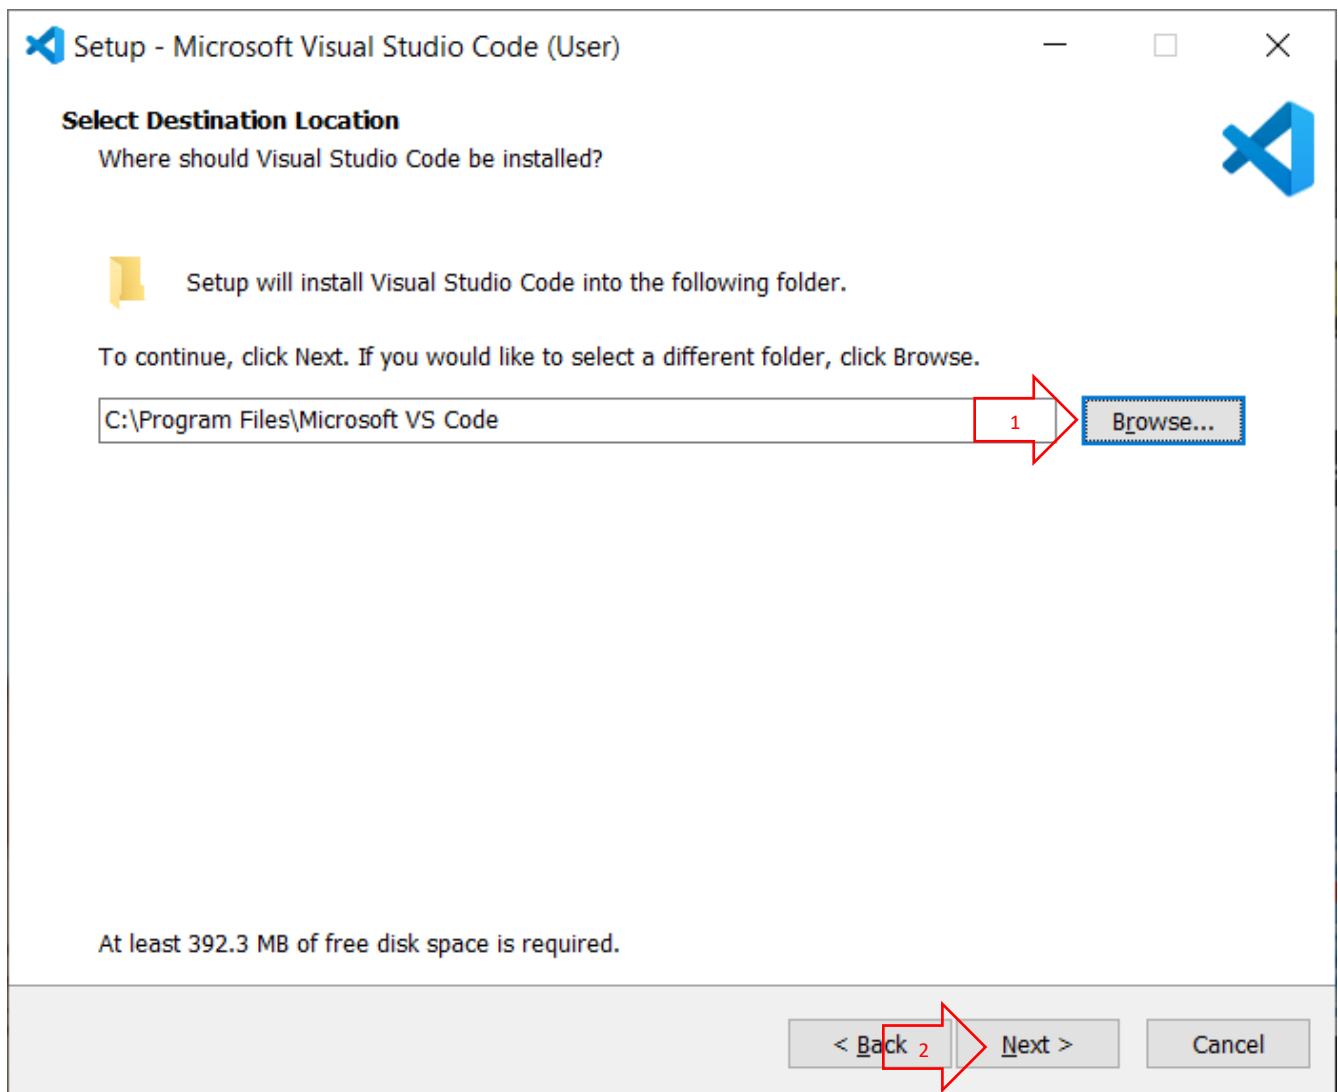 Setup - Microsoft Visual Studio Code (User)
Select Destination Location
Where should Visual Studio Code be installed?
Setup will install Visual Studio Code into the following folder.
To continue, click Next. If you would like to select a different folder, click Browse.
C:\Program Files\Microsoft VS Code
1
Browse...
At least 392.3 MB of free disk space is required.
< Back
2
Next >
Cancel